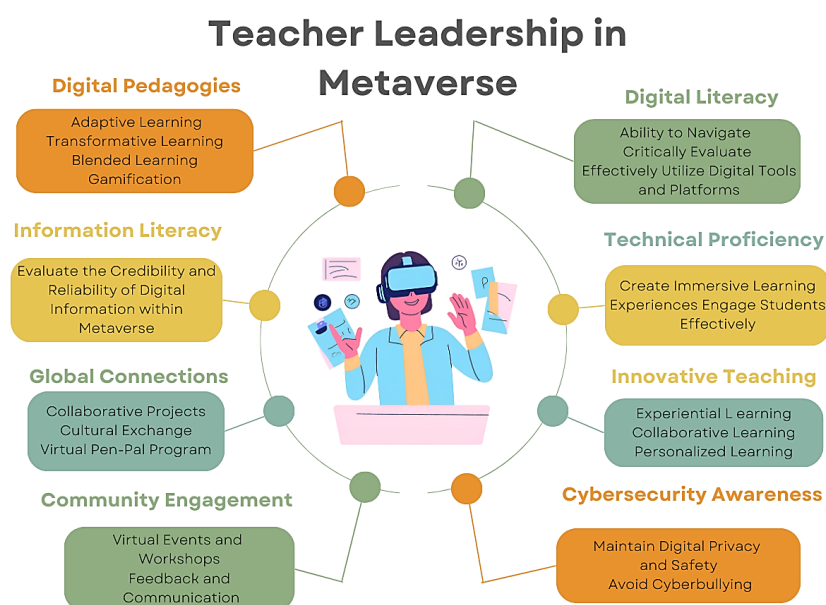 Teacher Leadership in
Metaverse
Digital Pedagogies
Adaptive Learning
Transformative Learning
Blended Learning
Gamification
Information Literacy
Evaluate the Credibility and
Reliability of Digital
Information within
Metaverse
Global Connections
Collaborative Projects
Cultural Exchange
Virtual Pen-Pal Program
Community Engagement
Virtual Events and
Workshops
Feedback and
Communication
Digital Literacy
Ability to Navigate
Critically Evaluate
Effectively Utilize Digital Tools
and Platforms
Technical Proficiency
Create Immersive Learning
Experiences Engage Students
Effectively
Innovative Teaching
Experiential L earning
Collaborative Learning
Personalized Learning
Cybersecurity Awareness
Maintain Digital Privacy
and Safety
Avoid Cyberbullying